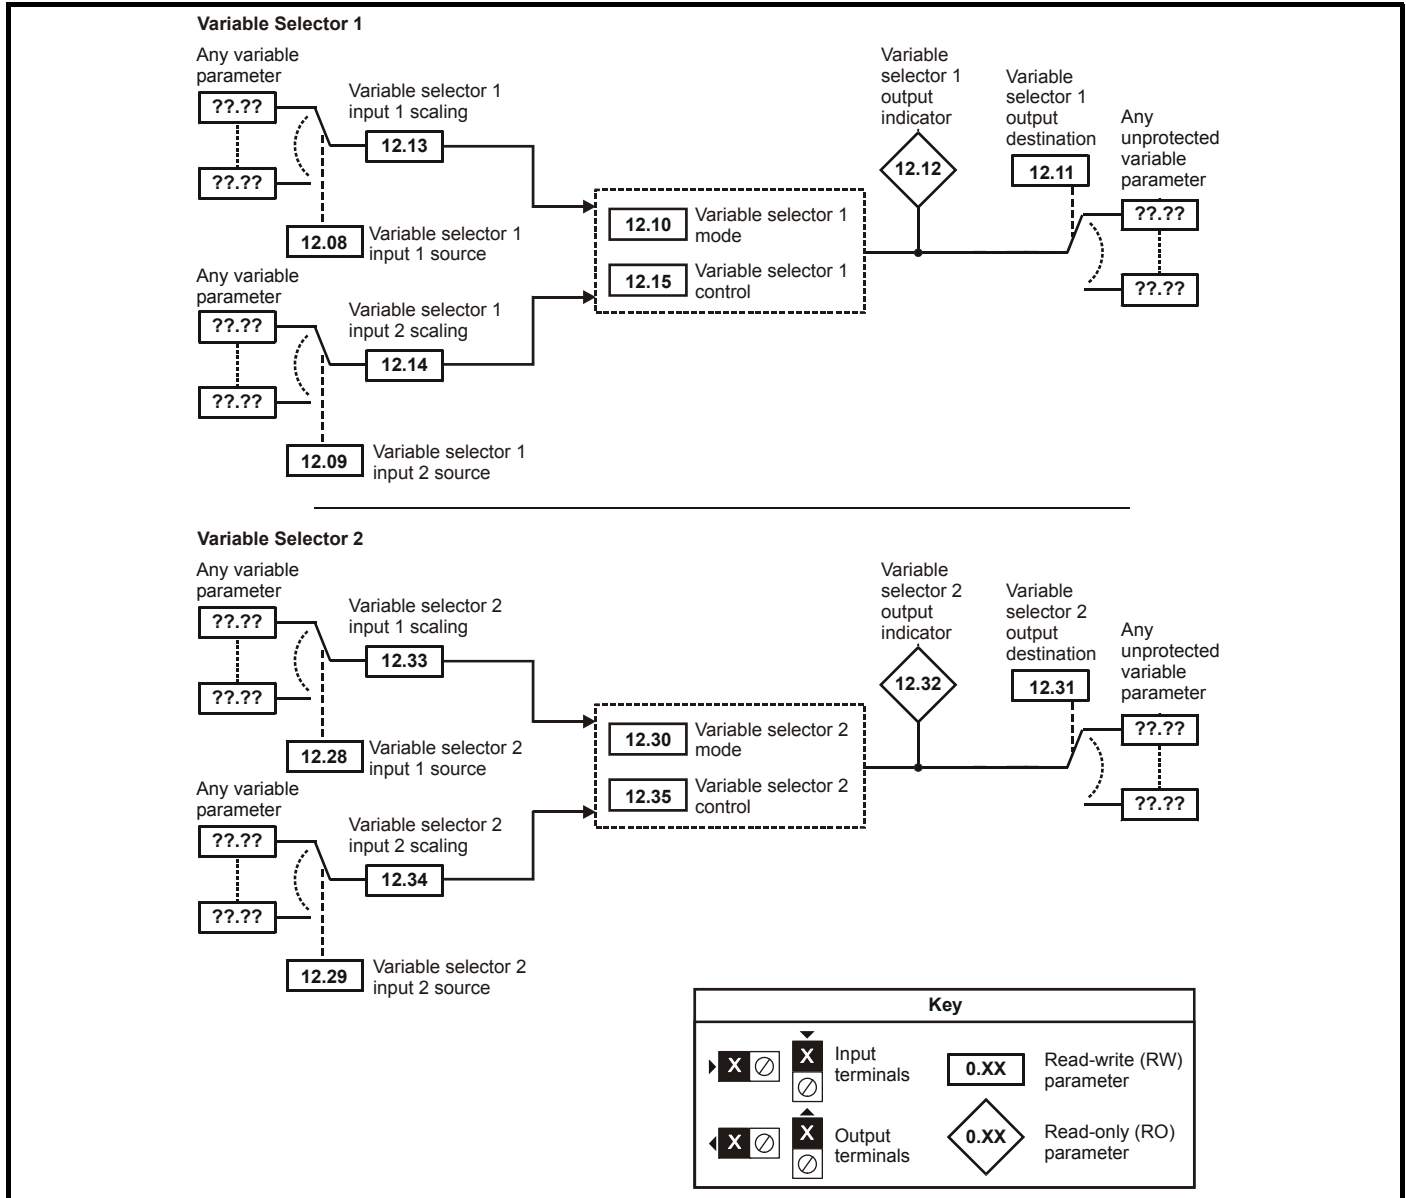 Variable Selector 1
Any variable
parameter
??.??
??.??
Variable selector 1
input 1 scaling
12.13
12.08
Variable selector 1
input 1 source
Any variable
parameter
??.??
??.??
Variable selector 1
input 2 scaling
12.14
12.09
Variable selector 1
input 2 source
12.10
Variable selector 1
mode
12.15
Variable selector 1
control
Variable
selector 1
output
indicator
12.12
Variable
selector 1
output
destination
12.11
Any
unprotected
variable
parameter
??.??
??.??
Variable Selector 2
Any variable
parameter
??.??
??.??
Variable selector 2
input 1 scaling
12.33
12.28
Variable selector 2
input 1 source
Any variable
parameter
??.??
??.??
Variable selector 2
input 2 scaling
12.34
12.29
Variable selector 2
input 2 source
12.30
Variable selector 2
mode
12.35
Variable selector 2
control
Variable
selector 2
output
indicator
12.32
Variable
selector 2
output
destination
12.31
Any
unprotected
variable
parameter
??.??
??.??
Key
X
X
Input
terminals
0.XX
Read-write (RW)
parameter
X
X
Output
terminals
0.XX
Read-only (RO)
parameter